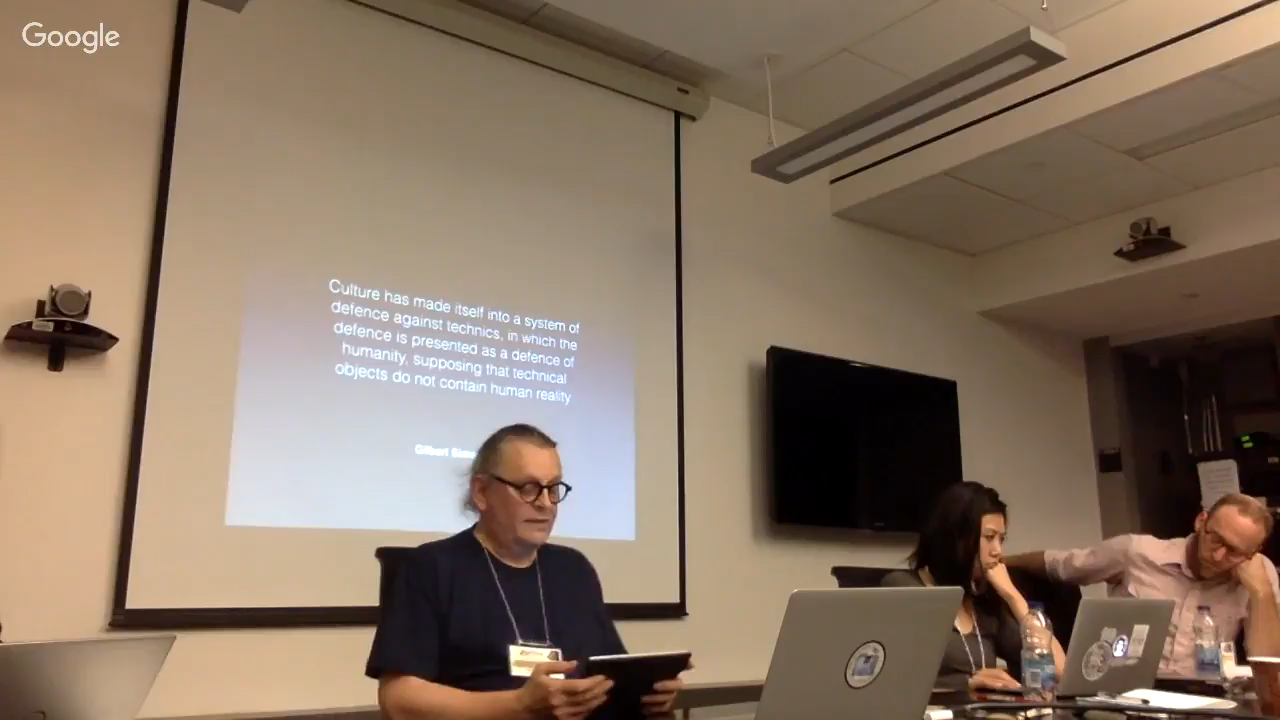 Google
Culture has made itself into a system of
defence against technics, in which the
defence is presented as a defence of
humanity, supposing that technical
objects do not contain human reality
Gilbert